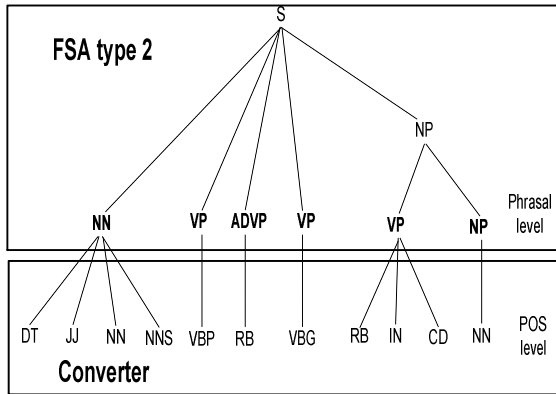 S
FSA type 2
NP
NN VP ADVP VP VP NP Phrasal level
DT JJ NN NNS VBP RB VBG RB IN CD NN POS level
Converter